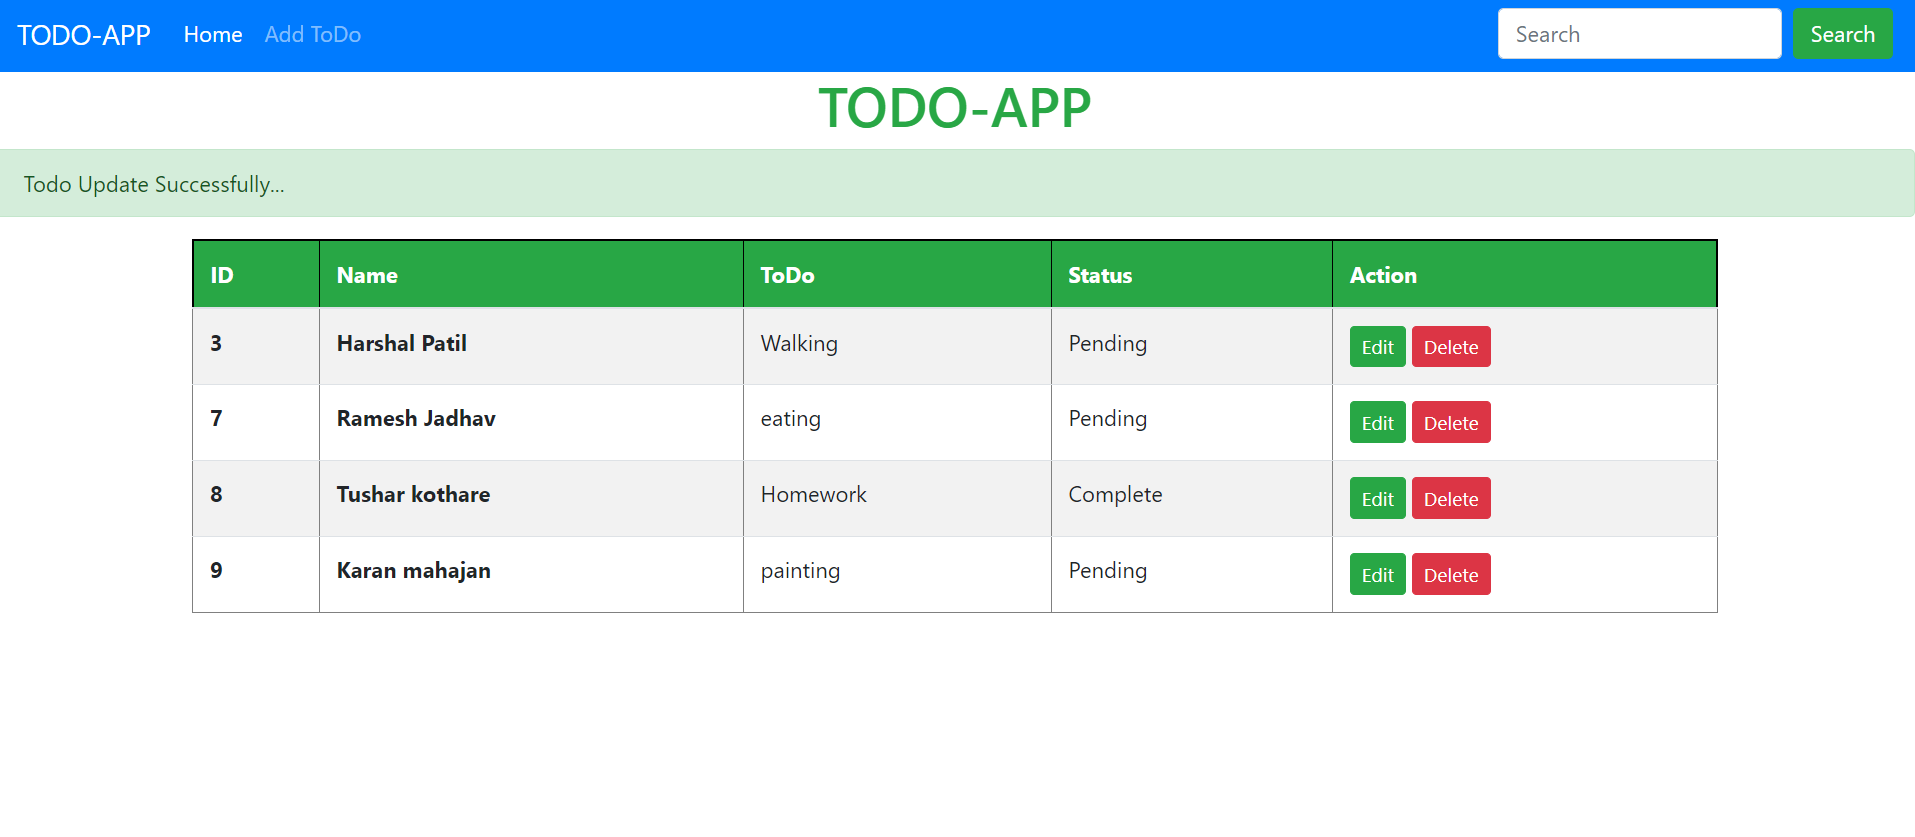 TODO-APP Home Add ToDo Search Search
TODO-APP
Todo Update Successfully...
ID Name ToDo Status Action
3 Harshal Patil Walking Pending Edit Delete
7 Ramesh Jadhav eating Pending Edit Delete
8 Tushar kothare Homework Complete Edit Delete
9 Karan mahajan painting Pending Edit Delete